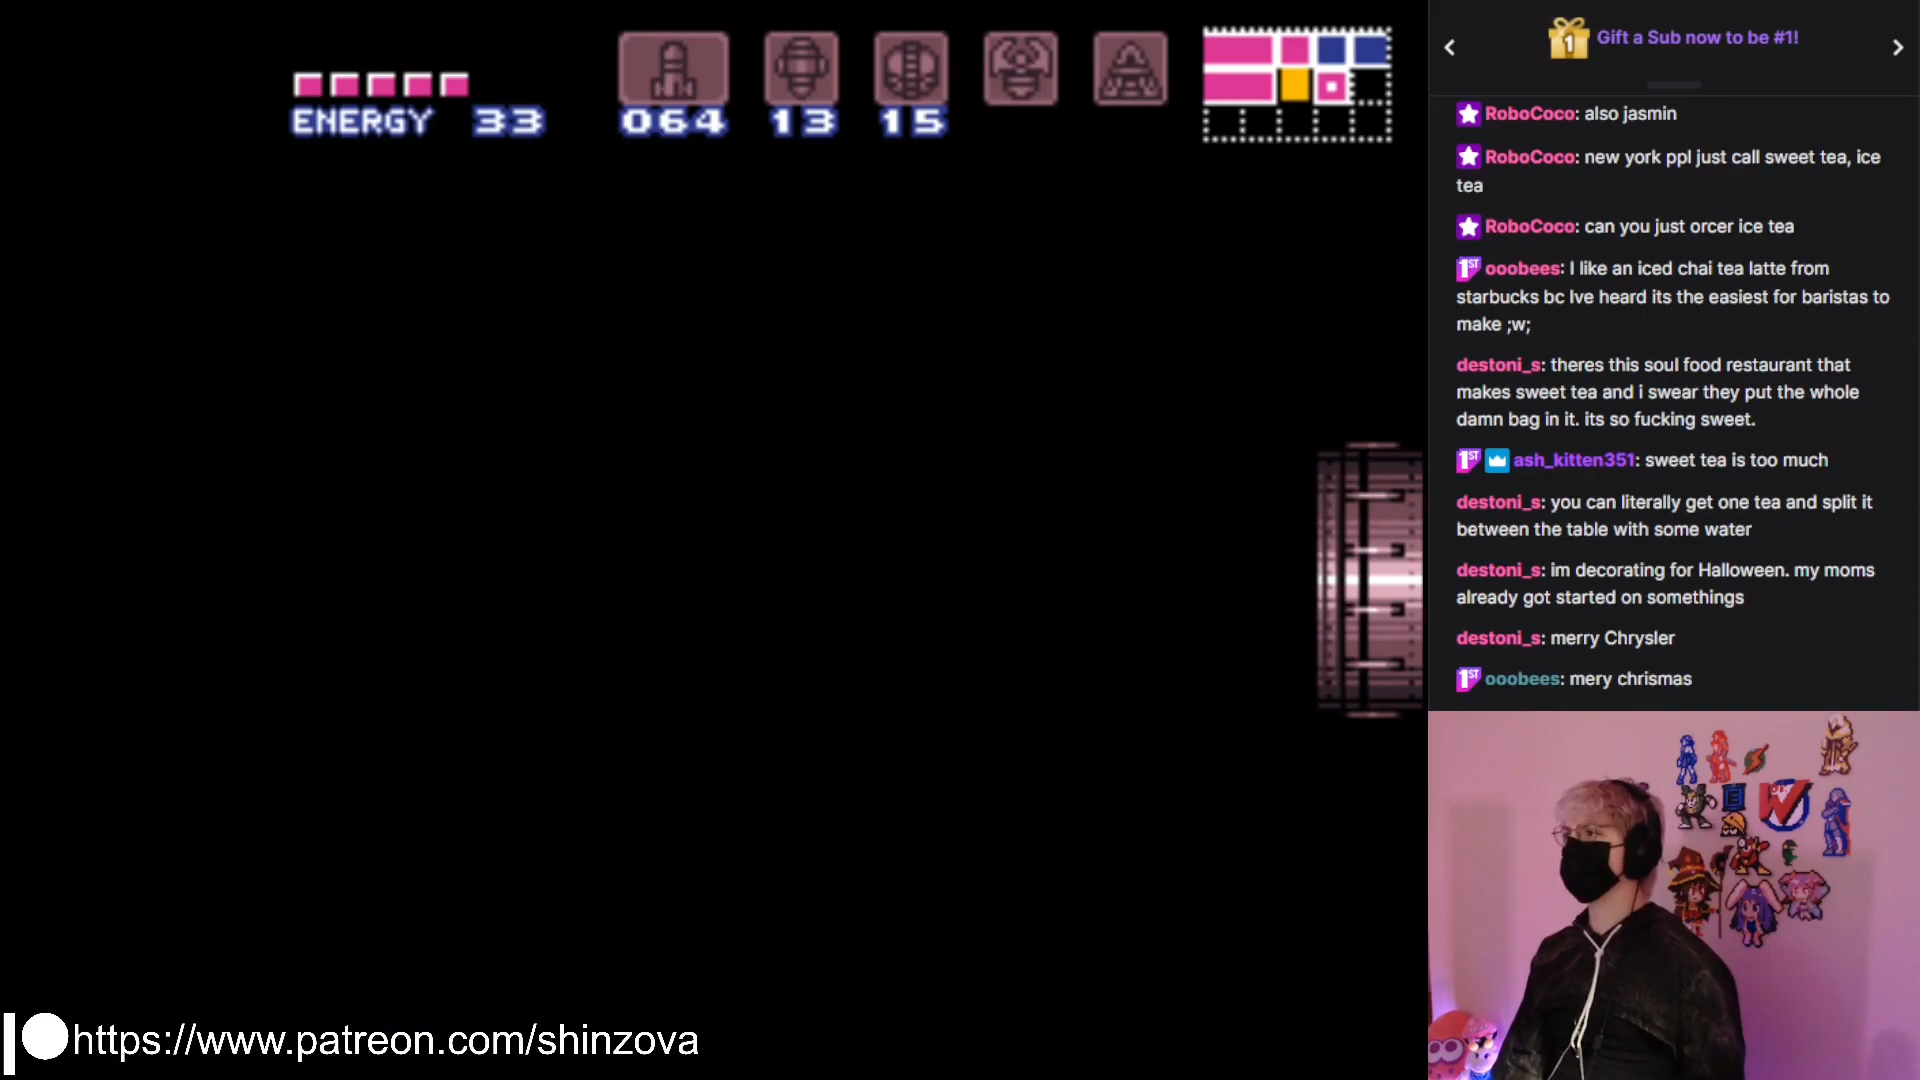 ENERGY 33
064 13 15
1 Gift a Sub now to be #1!
RoboCoco: also jasmin
RoboCoco: new york ppl just call sweet tea, ice
tea
RoboCoco: can you just orcer ice tea
1ST ooobees: I like an iced chai tea latte from
starbucks bc Ive heard its the easiest for baristas to
make ;w;
destoni_s: theres this soul food restaurant that
makes sweet tea and i swear they put the whole
damn bag in it. its so fucking sweet.
1ST ash_kitten351: sweet tea is too much
destoni_s: you can literally get one tea and split it
between the table with some water
destoni_s: im decorating for Halloween. my moms
already got started on somethings
destoni_s: merry Chrysler
1ST ooobees: mery chrismas
https://www.patreon.com/shinzova